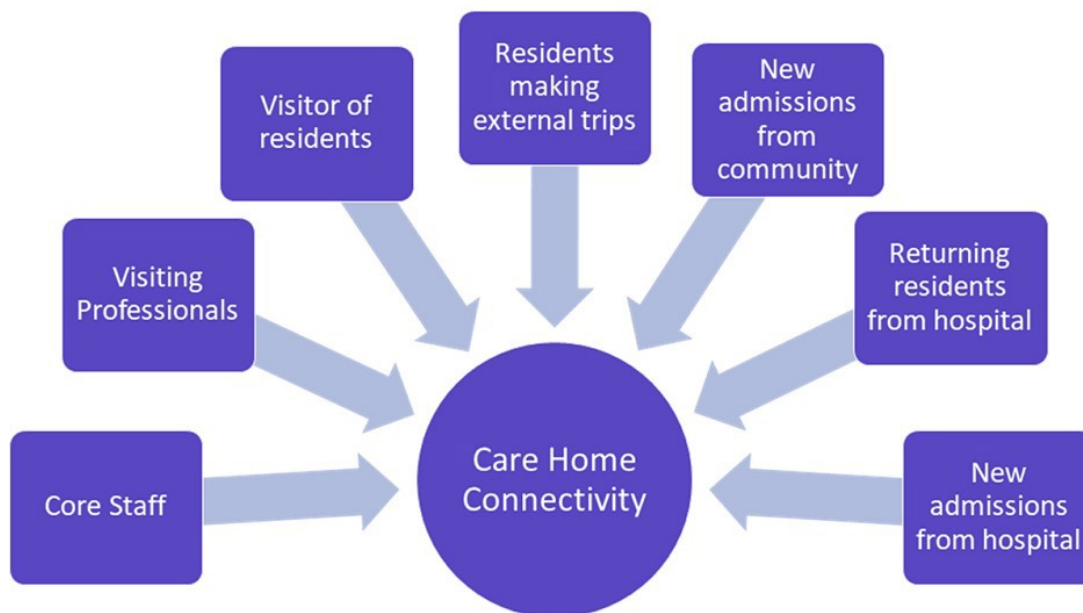 Residents
making
external trips
New
admissions
from
community
Visitor of
residents
Returning
residents
from hospital
Visiting
Professionals
Care Home
Connectivity
Core Staff
New
admissions
from hospital